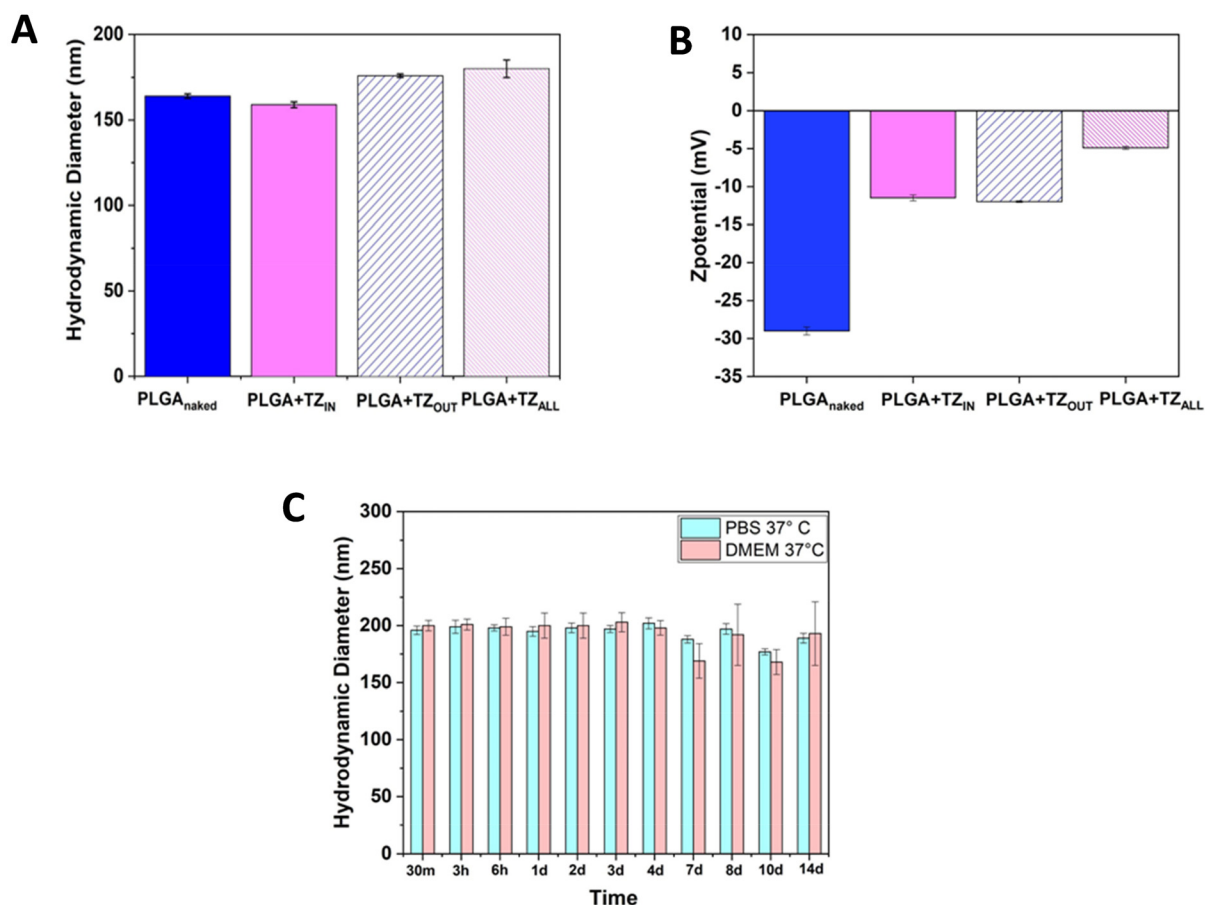 A
Hydrodynamic Diameter (nm)
200
150
100
50
0
PLGAnaked PLGA+TZIN PLGA+TZOUT PLGA+TZALL
B
Zpotential (mV)
10
5
0
-5
-10
-15
-20
-25
-30
-35
PLGAnaked PLGA+TZIN PLGA+TZOUT PLGA+TZALL
C
Hydrodynamic Diameter (nm)
300
250
200
150
100
50
0
PBS 37° C
DMEM 37°C
30m 3h 6h 1d 2d 3d 4d 7d 8d 10d 14d
Time